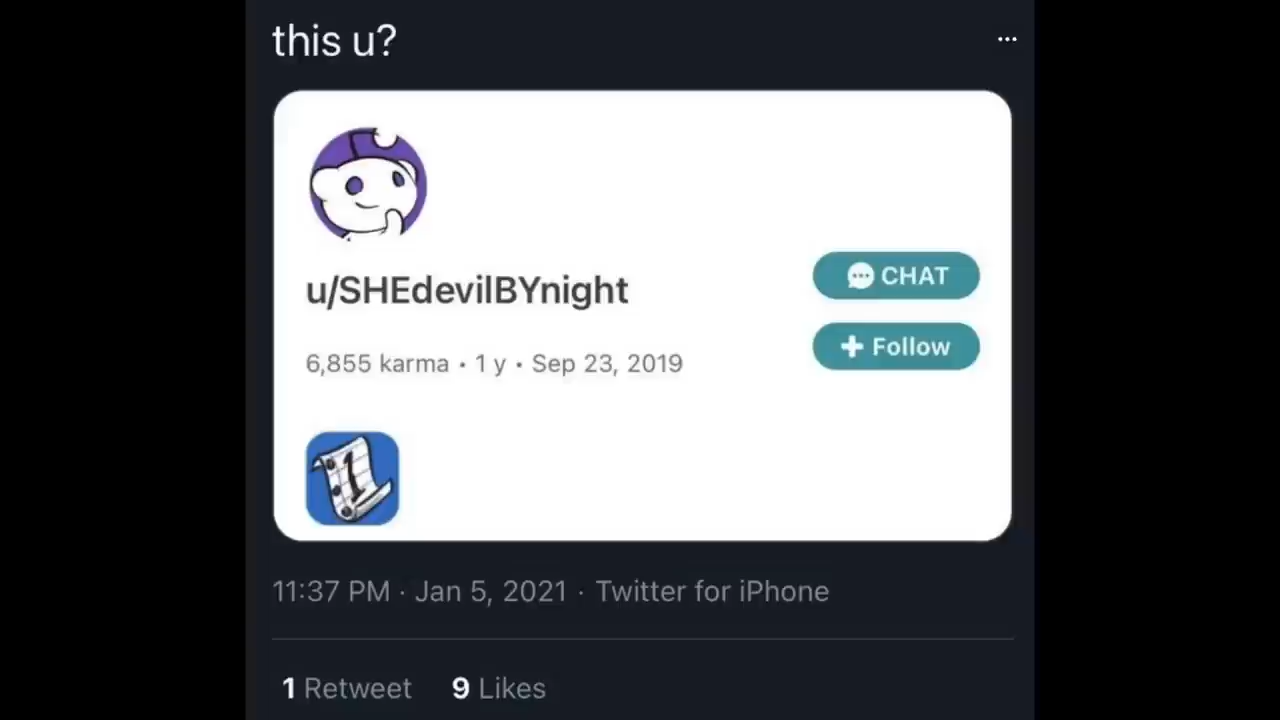 this u?
u/SHEdevilBYnight
CHAT
6,855 karma • 1 y • Sep 23, 2019
Follow
1
11:37 PM · Jan 5, 2021 · Twitter for iPhone
1 Retweet 9 Likes